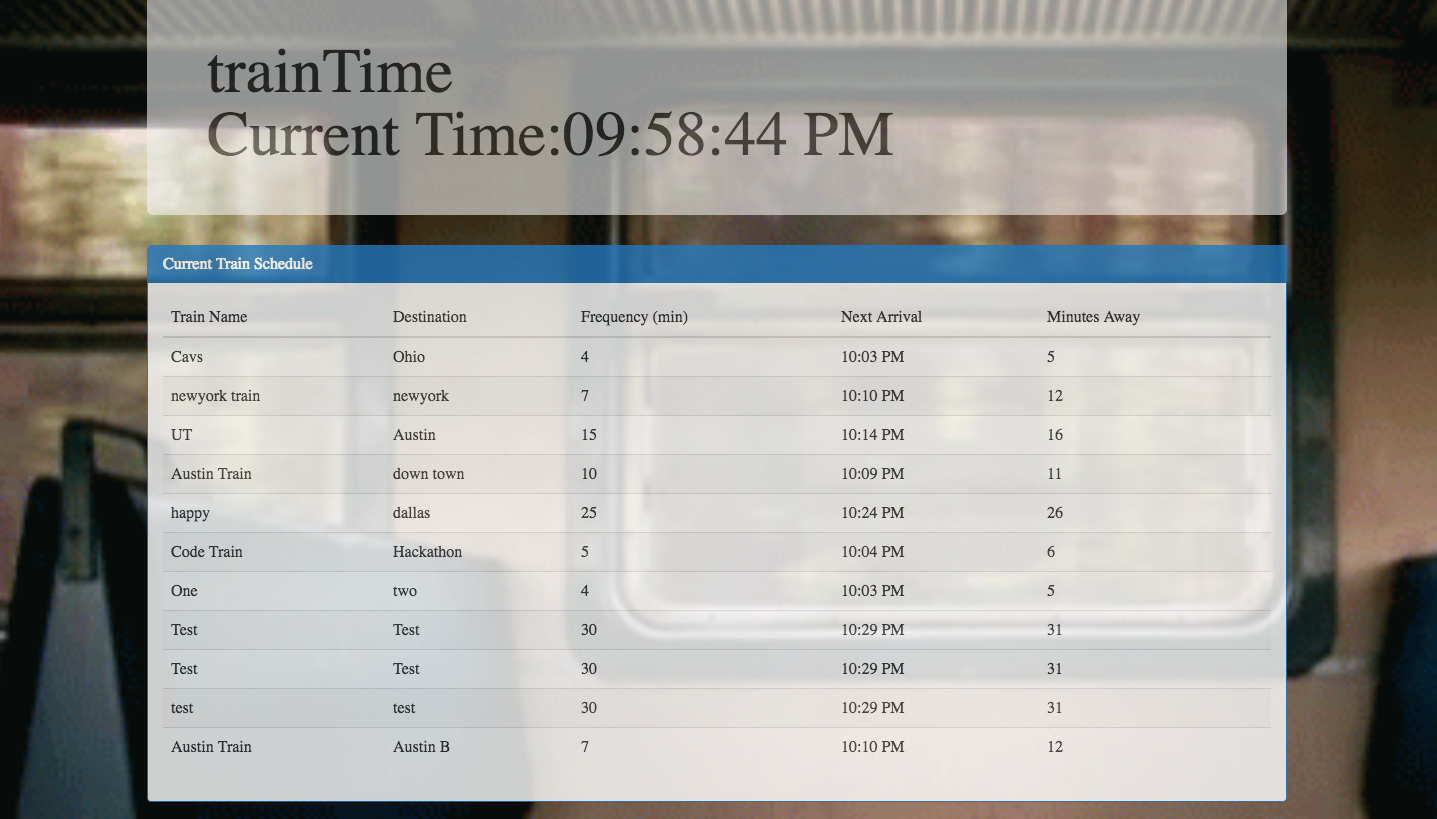 trainTime
Current Time:09:58:44 PM
Current Train Schedule
Train Name Destination Frequency (min) Next Arrival Minutes Away
Cavs Ohio 4 10:03 PM 5
newyork train newyork 7 10:10 PM 12
UT Austin 15 10:14 PM 16
Austin Train down town 10 10:09 PM 11
happy dallas 25 10:24 PM 26
Code Train Hackathon 5 10:04 PM 6
One two 4 10:03 PM 5
Test Test 30 10:29 PM 31
Test Test 30 10:29 PM 31
test test 30 10:29 PM 31
Austin Train Austin B 7 10:10 PM 12